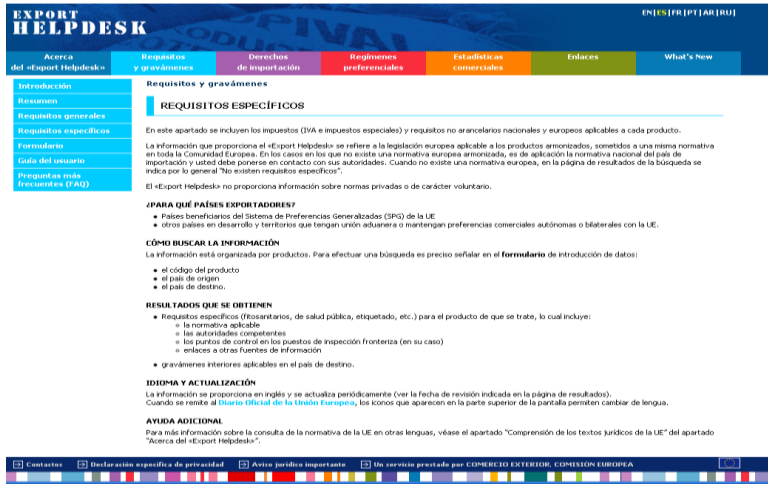 EXPORT
HELPDESK
EN|ES|FR|PT|AR|RU|
Acerca
del «Export Helpdesk»
Requisitos
y gravámenes
Derechos
de importación
Regímenes
preferenciales
Estadísticas
comerciales
Enlaces
What's New
Introducción
Resumen
Requisitos generales
Requisitos específicos
Formulario
Guía del usuario
Preguntas más
frecuentes (FAQ)
Requisitos y gravámenes
REQUISITOS ESPECÍFICOS
En este apartado se incluyen los impuestos (IVA e impuestos especiales) y requisitos no arancelarios nacionales y europeos aplicables a cada producto.
La información que proporciona el «Export Helpdesk» se refiere a la legislación europea aplicable a los productos armonizados, sometidos a una misma normativa
en toda la Comunidad Europea. En los casos en los que no existe una normativa europea armonizada, es de aplicación la normativa nacional del país de
importación y usted debe ponerse en contacto con sus autoridades. Cuando no existe una normativa europea, en la página de resultados de la búsqueda se
indica por lo general "No existen requisitos específicos".
El «Export Helpdesk» no proporciona información sobre normas privadas o de carácter voluntario.
¿PARA QUÉ PAÍSES EXPORTADORES?
• Países beneficiarios del Sistema de Preferencias Generalizadas (SPG) de la UE
• otros países en desarrollo y territorios que tengan unión aduanera o mantengan preferencias comerciales autónomas o bilaterales con la UE.
CÓMO BUSCAR LA INFORMACIÓN
La información está organizada por productos. Para efectuar una búsqueda es preciso señalar en el formulario de introducción de datos:
• el código del producto
• el país de origen
• el país de destino.
RESULTADOS QUE SE OBTIENEN
• Requisitos específicos (fitosanitarios, de salud pública, etiquetado, etc.) para el producto de que se trate, lo cual incluye:
o la normativa aplicable
o las autoridades competentes
o los puntos de control en los puestos de inspección fronteriza (en su caso)
o enlaces a otras fuentes de información
• gravámenes interiores aplicables en el país de destino.
IDIOMA Y ACTUALIZACIÓN
La información se proporciona en inglés y se actualiza periódicamente (ver la fecha de revisión indicada en la página de resultados).
Cuando se remite al Diario Oficial de la Unión Europea, los iconos que aparecen en la parte superior de la pantalla permiten cambiar de lengua.
AYUDA ADICIONAL
Para más información sobre la consulta de la normativa de la UE en otras lenguas, véase el apartado "Comprensión de los textos jurídicos de la UE" del apartado
"Acerca del «Export Helpdesk»".
Contactos
Declaración específica de privacidad
Aviso jurídico importante
Un servicio prestado por COMERCIO EXTERIOR, COMISIÓN EUROPEA